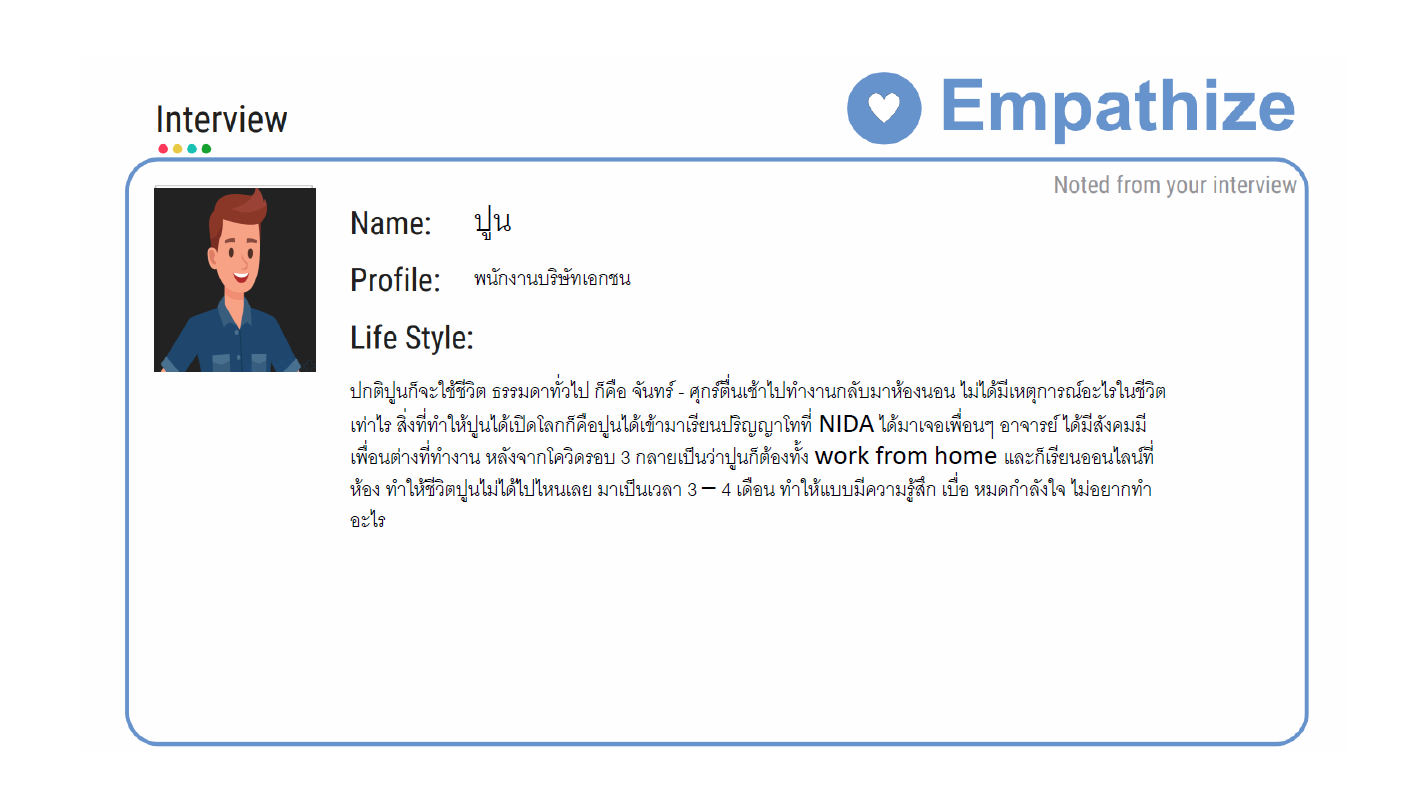 Interview
Empathize
Noted from your interview
Name: ปูน
Profile: พนักงานบริษัทเอกชน
Life Style:
ปกติปูนก็จะใช้ชีวิต ธรรมดาทั่วไป ก็คือ จันทร์ - ศุกร์ตื่นเช้าไปทำงานกลับมาห้องนอน ไม่ได้มีเหตุการณ์อะไรในชีวิต
เท่าไร สิ่งที่ทำให้ปูนได้เปิดโลกก็คือปูนได้เข้ามาเรียนปริญญาโทที่ NIDA ได้มาเจอเพื่อนๆ อาจารย์ ได้มีสังคมมี
เพื่อนต่างที่ทำงาน หลังจากโควิดรอบ 3 กลายเป็นว่าปูนก็ต้องทั้ง work from home และก็เรียนออนไลน์ที่
ห้อง ทำให้ชีวิตปูนไม่ได้ไปไหนเลย มาเป็นเวลา 3 – 4 เดือน ทำให้แบบมีความรู้สึก เบื่อ หมดกำลังใจ ไม่อยากทำ
อะไร